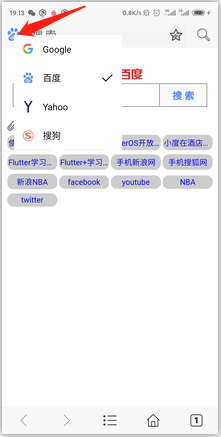 19:13
0.8K/s
搜索
Google
百度
Yahoo
搜狗
百度
搜 索
erOS开放...
小度在酒店...
Flutter学习...
Flutter+学习...
手机新浪网
手机搜狐网
新浪NBA
facebook
youtube
NBA
twitter
1